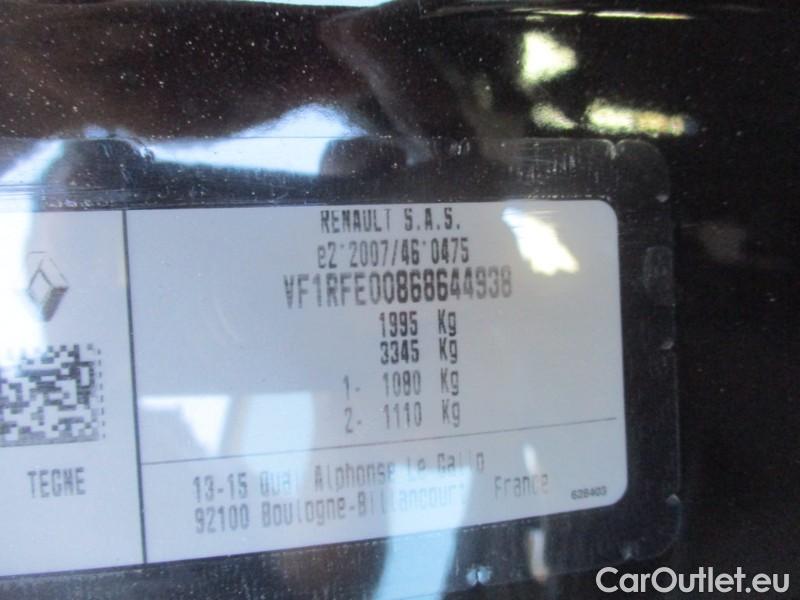 RENAULT S.A.S.
e2*2007/46*0475
VF1RFE00868644938
1995 Kg
3345 Kg
1- 1080 Kg
2- 1110 Kg
TEGNE
13-15 Quai Alphonse Le Gallo
92100 Boulogne-Billancourt France
628403
CarOutlet.eu